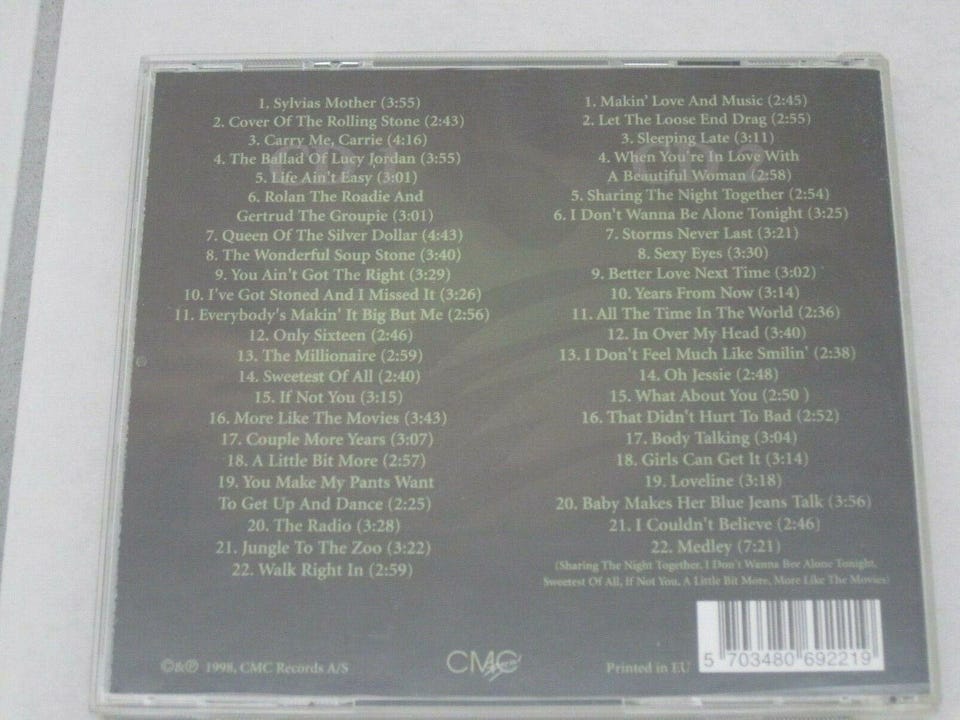 1. Sylvias Mother (3:55)
2. Cover Of The Rolling Stone (2:43)
3. Carry Me, Carrie (4:16)
4. The Ballad Of Lucy Jordan (3:55)
5. Life Ain't Easy (3:01)
6. Rolan The Roadie And
Gertrud The Groupie (3:01)
7. Queen Of The Silver Dollar (4:43)
8. The Wonderful Soup Stone (3:40)
9. You Ain't Got The Right (3:29)
10. I've Got Stoned And I Missed It (3:26)
11. Everybody's Makin' It Big But Me (2:56)
12. Only Sixteen (2:46)
13. The Millionaire (2:59)
14. Sweetest Of All (2:40)
15. If Not You (3:15)
16. More Like The Movies (3:43)
17. Couple More Years (3:07)
18. A Little Bit More (2:57)
19. You Make My Pants Want
To Get Up And Dance (2:25)
20. The Radio (3:28)
21. Jungle To The Zoo (3:22)
22. Walk Right In (2:59)
1. Makin' Love And Music (2:45)
2. Let The Loose End Drag (2:55)
3. Sleeping Late (3:11)
4. When You're In Love With
A Beautiful Woman (2:58)
5. Sharing The Night Together (2:54)
6. I Don't Wanna Be Alone Tonight (3:25)
7. Storms Never Last (3:21)
8. Sexy Eyes (3:30)
9. Better Love Next Time (3:02)
10. Years From Now (3:14)
11. All The Time In The World (2:36)
12. In Over My Head (3:40)
13. I Don't Feel Much Like Smilin' (2:38)
14. Oh Jessie (2:48)
15. What About You (2:50 )
16. That Didn't Hurt To Bad (2:52)
17. Body Talking (3:04)
18. Girls Can Get It (3:14)
19. Loveline (3:18)
20. Baby Makes Her Blue Jeans Talk (3:56)
21. I Couldn't Believe (2:46)
22. Medley (7:21)
(Sharing The Night Together, I Don't Wanna Bee Alone Tonight,
Sweetest Of All, If Not You, A Little Bit More, More Like The Movies)
©&℗ 1998, CMC Records A/S
CMC
Printed in EU
5 703480 692219